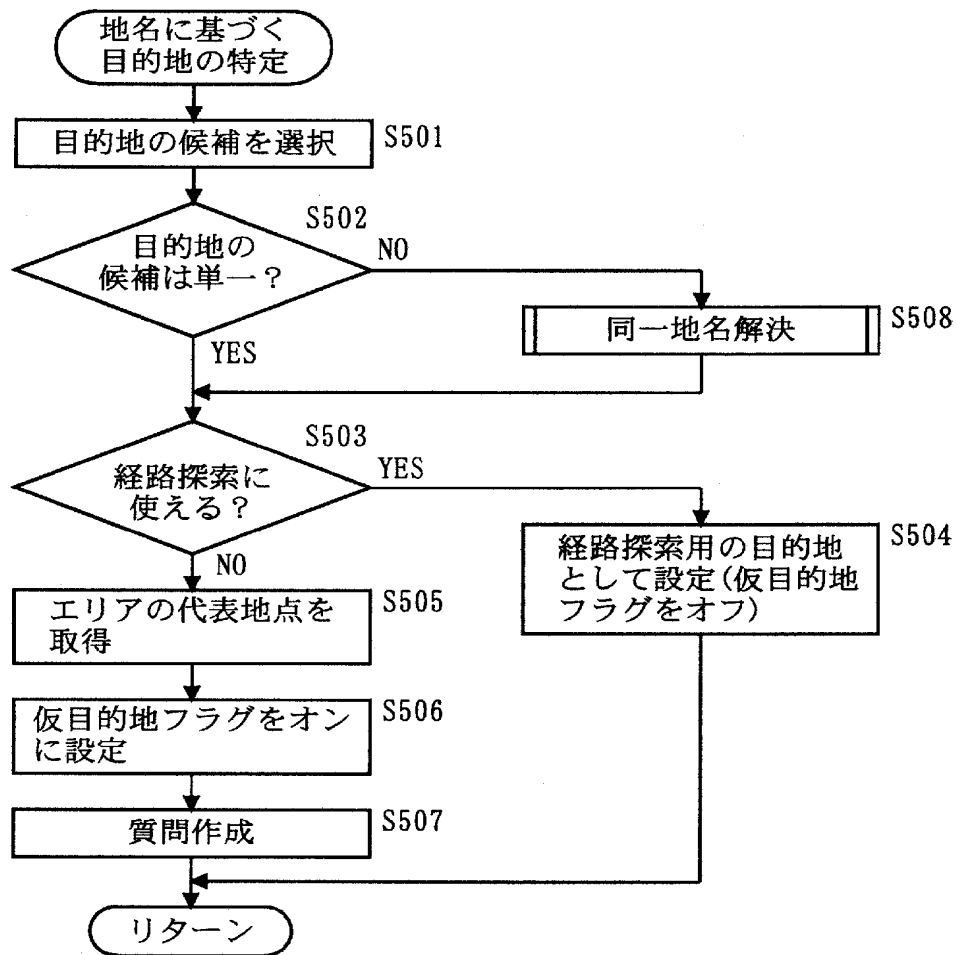 地名に基づく
目的地の特定
目的地の候補を選択
S501
S502
目的地の
候補は単一？
NO
同一地名解決
S508
YES
S503
経路探索に
使える？
YES
経路探索用の目的地
として設定(仮目的地
フラグをオフ)
S504
NO
エリアの代表地点を
取得
S505
仮目的地フラグをオン
に設定
S506
質問作成
S507
リターン